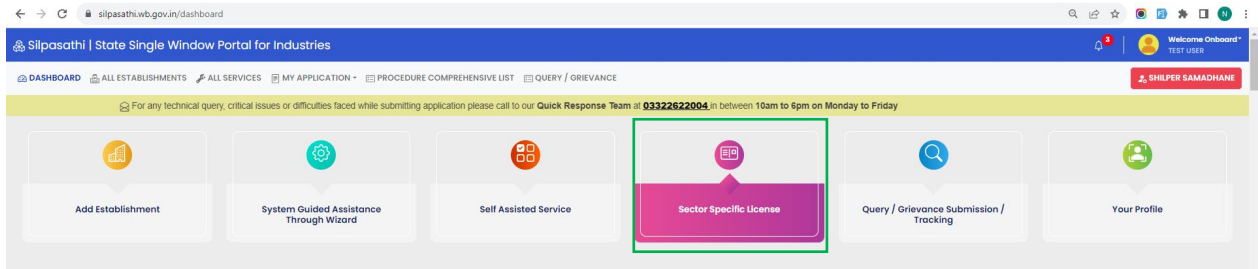 silpasathi.wb.gov.in/dashboard
N
Silpasathi | State Single Window Portal for Industries
3
Welcome Onboard
TEST USER
DASHBOARD ALL ESTABLISHMENTS ALL SERVICES MY APPLICATION PROCEDURE COMPREHENSIVE LIST QUERY / GRIEVANCE
SHILPER SAMADHANE
For any technical query, critical issues or difficulties faced while submitting application please call to our Quick Response Team at 03322622004 in between 10am to 6pm on Monday to Friday
Add Establishment
System Guided Assistance
Through Wizard
Self Assisted Service
Sector Specific License
Query / Grievance Submission /
Tracking
Your Profile